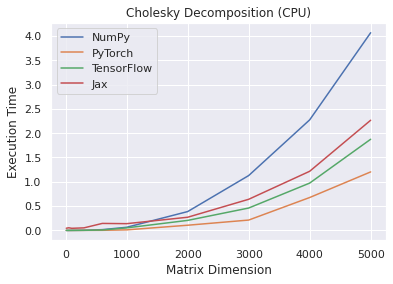 Cholesky Decomposition (CPU)
NumPy
PyTorch
TensorFlow
Jax
Execution Time
4.0
3.5
3.0
2.5
2.0
1.5
1.0
0.5
0.0
0 1000 2000 3000 4000 5000
Matrix Dimension